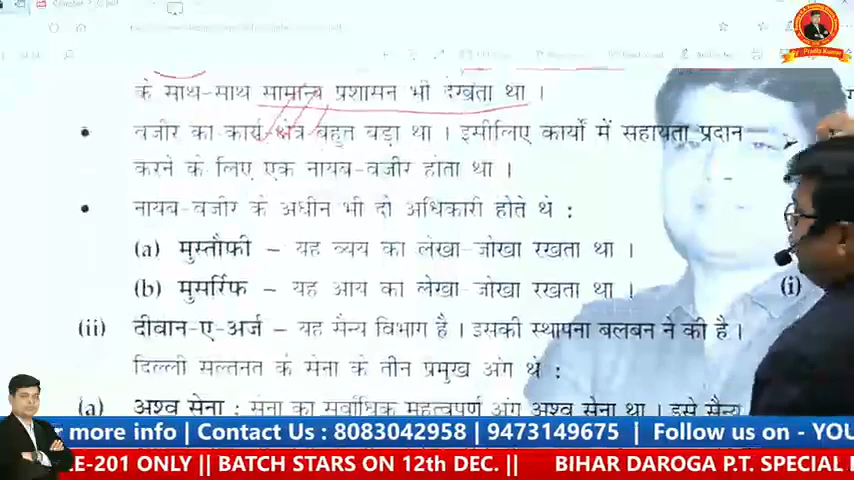 के साथ-साथ सामान्य प्रशासन भी देखता था ।
• वजीर का कार्य क्षेत्र बहुत बड़ा था । इसीलिए कार्यों में सहायता प्रदान
करने के लिए एक नायब-वजीर होता था ।
• नायब-वजीर के अधीन भी दो अधिकारी होते थे :
(a) मुस्तौफी – यह व्यय का लेखा-जोखा रखता था ।
(b) मुसर्रिफ – यह आय का लेखा-जोखा रखता था ।
(i)
(ii) दीवान-ए-अर्ज – यह सैन्य विभाग है । इसकी स्थापना बलबन ने की है ।
दिल्ली सल्तनत के सेना के तीन प्रमुख अंग थे :
(a) अश्व सेना : सेना का सर्वाधिक महत्वपूर्ण अंग अश्व सेना था । इसे सैन्य
r more info | Contact Us : 8083042958 | 9473149675 | Follow us on - YOU
E-201 ONLY || BATCH STARS ON 12th DEC. || BIHAR DAROGA P.T. SPECIAL